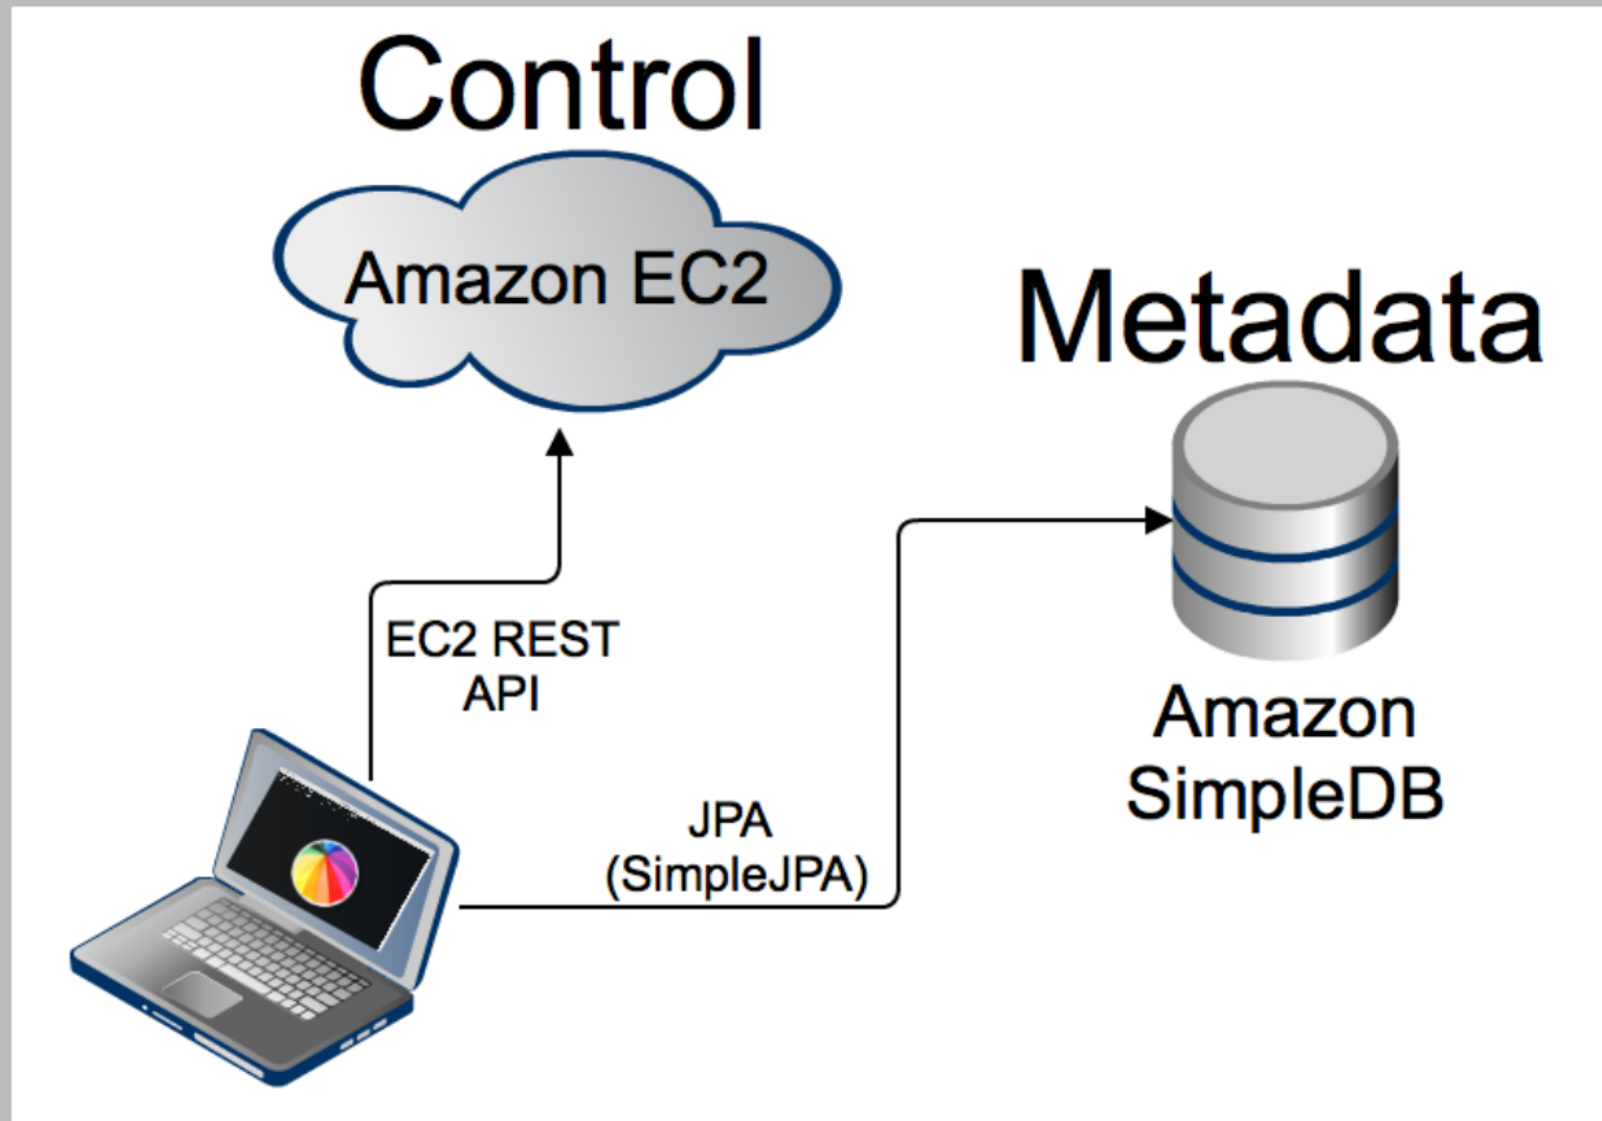 Control
Amazon EC2
Metadata
EC2 REST
API
Amazon
SimpleDB
JPA
(SimpleJPA)